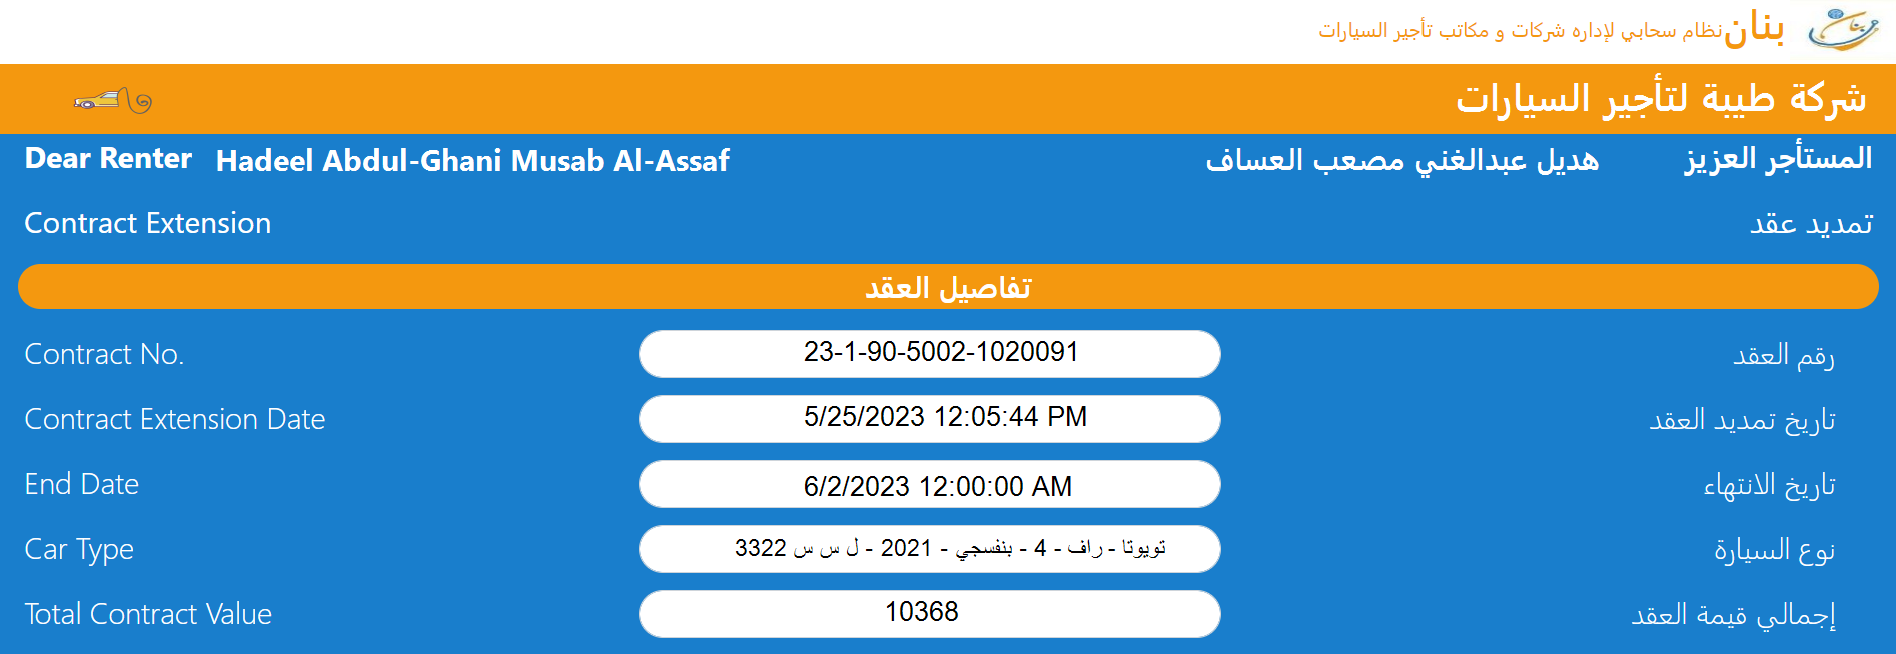 بنان نظام سحابي لإداره شركات و مكاتب تأجير السيارات
شركة طيبة لتأجير السيارات
Dear Renter Hadeel Abdul-Ghani Musab Al-Assaf هديل عبدالغني مصعب العساف المستأجر العزيز
Contract Extension تمديد عقد
تفاصيل العقد
Contract No. 23-1-90-5002-1020091 رقم العقد
Contract Extension Date 5/25/2023 12:05:44 PM تاريخ تمديد العقد
End Date 6/2/2023 12:00:00 AM تاريخ الانتهاء
Car Type تويوتا - راف - 4 - بنفسجي - 2021 - ل س س 3322 نوع السيارة
Total Contract Value 10368 إجمالي قيمة العقد